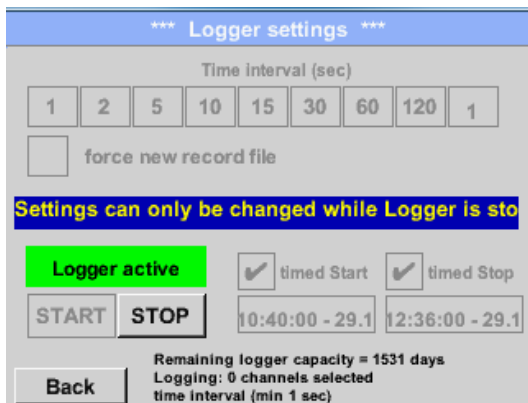 *** Logger settings ***
Time interval (sec)
1 2 5 10 15 30 60 120 1
force new record file
Settings can only be changed while Logger is sto
Logger active
timed Start
timed Stop
START
STOP
10:40:00 - 29.1
12:36:00 - 29.1
Remaining logger capacity = 1531 days
Logging: 0 channels selected
time interval (min 1 sec)
Back